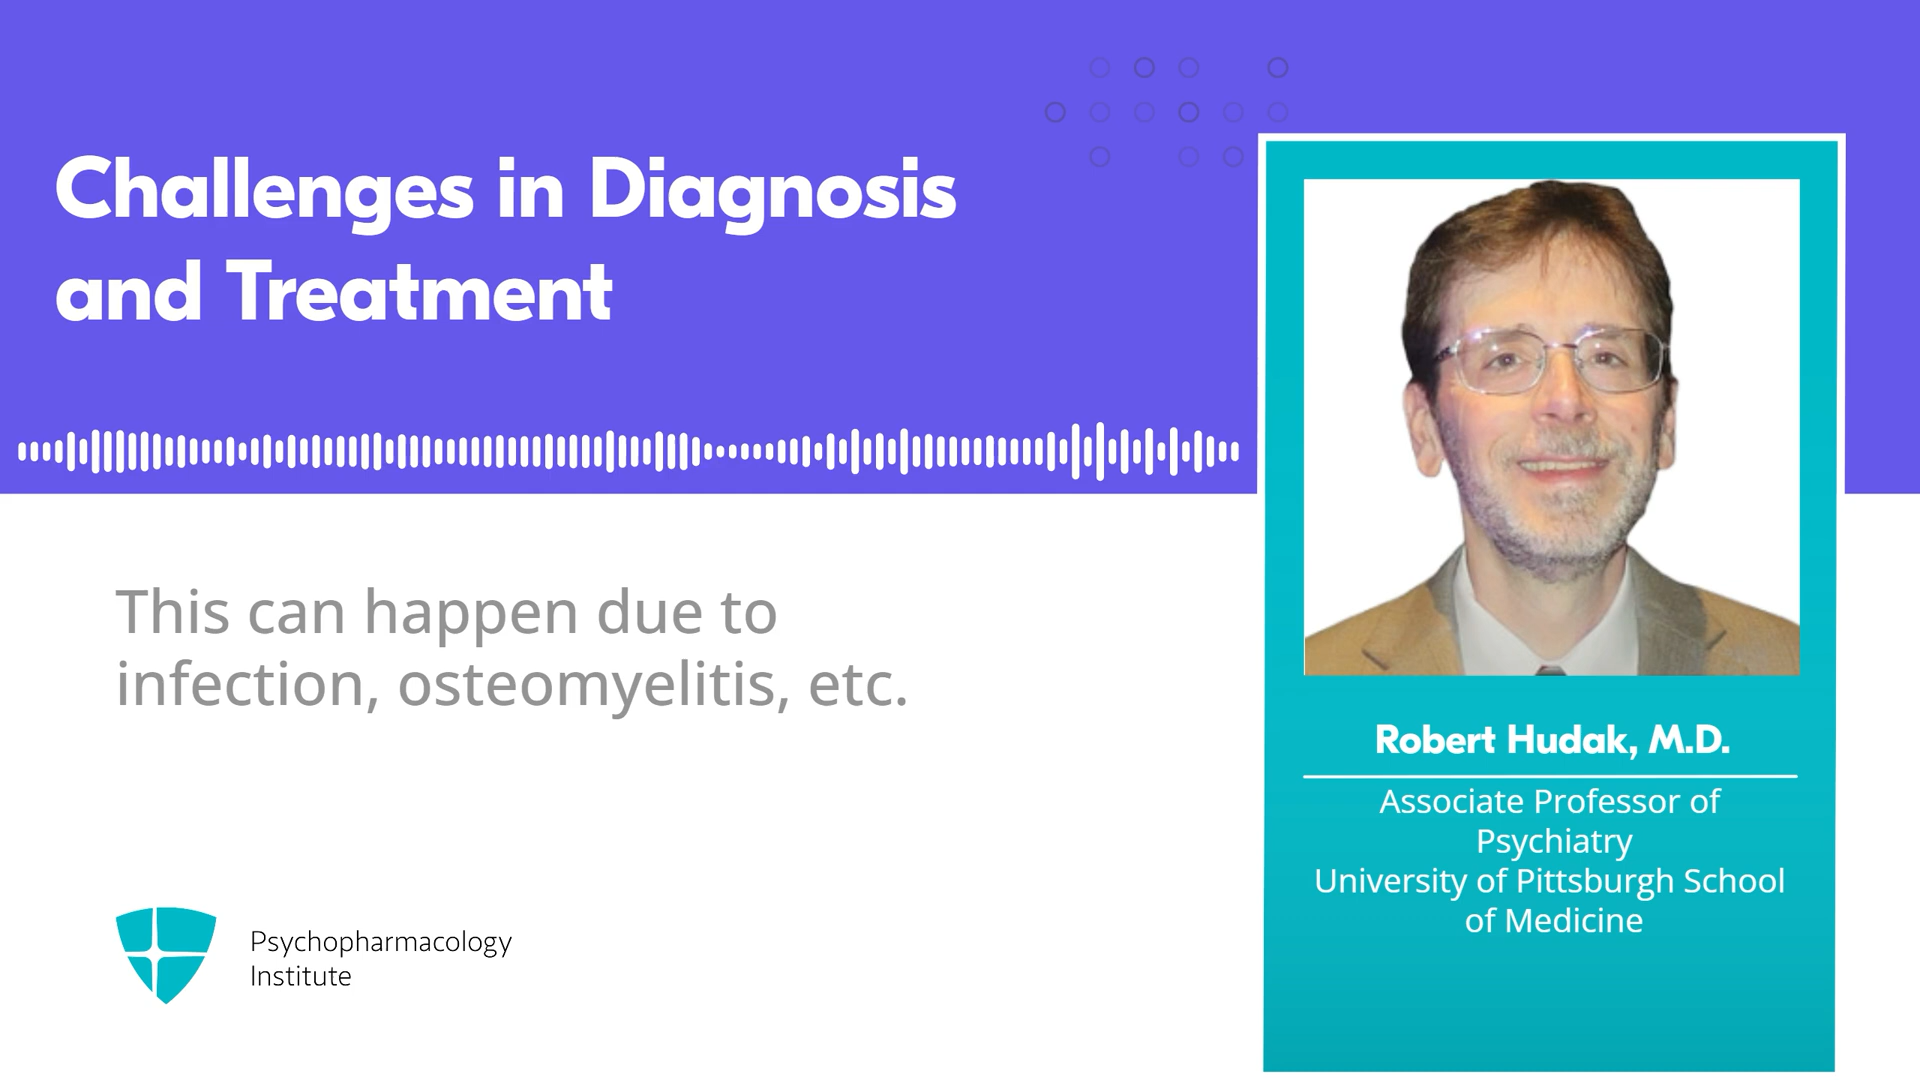 Challenges in Diagnosis
and Treatment
This can happen due to
infection, osteomyelitis, etc.
Psychopharmacology
Institute
Robert Hudak, M.D.
Associate Professor of
Psychiatry
University of Pittsburgh School
of Medicine